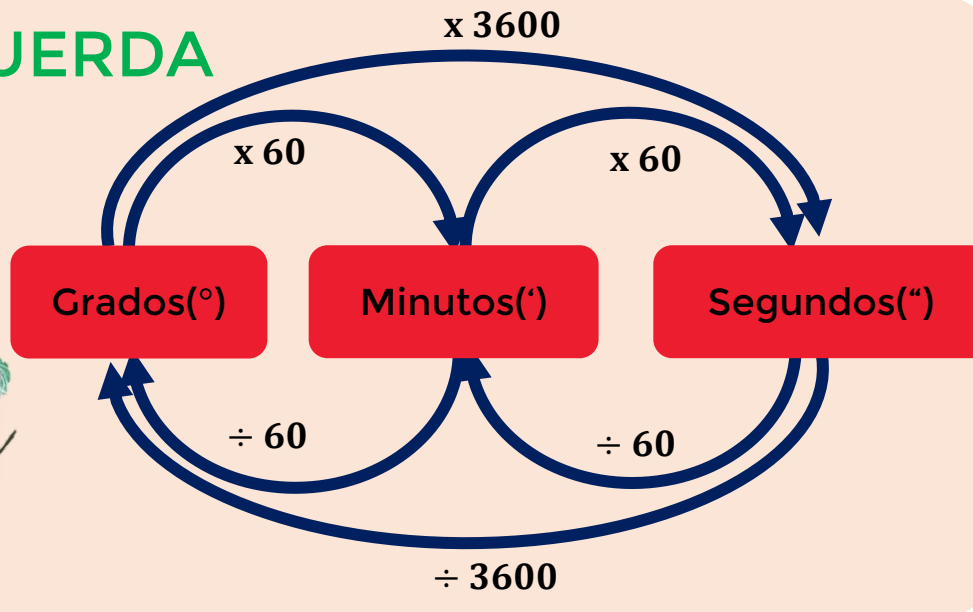 x 3600
UERDA
x 60
x 60
Grados(°)
Minutos(‘)
Segundos(“)
÷ 60
÷ 60
÷ 3600